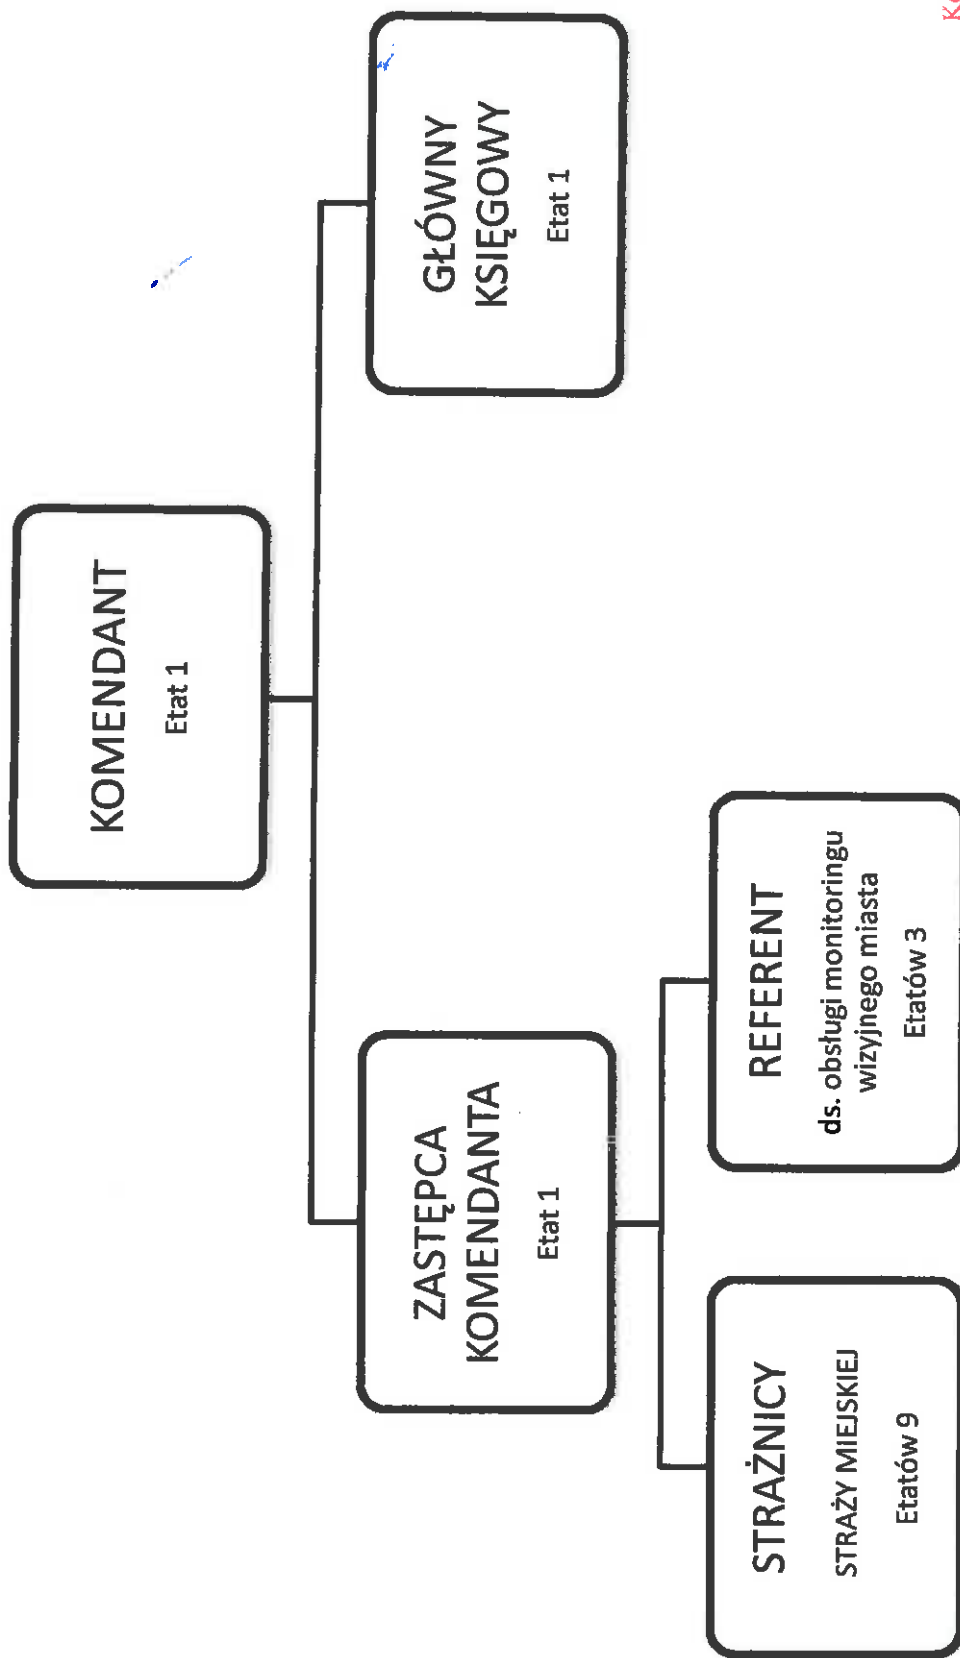 KOMENDANT
Etat 1
ZASTĘPCA
KOMENDANTA
Etat 1
GŁÓWNY
KSIĘGOWY
Etat 1
STRAŻNICY
STRAŻY MIEJSKIEJ
Etatów 9
REFERENT
ds. obsługi monitoringu
wizyjnego miasta
Etatów 3